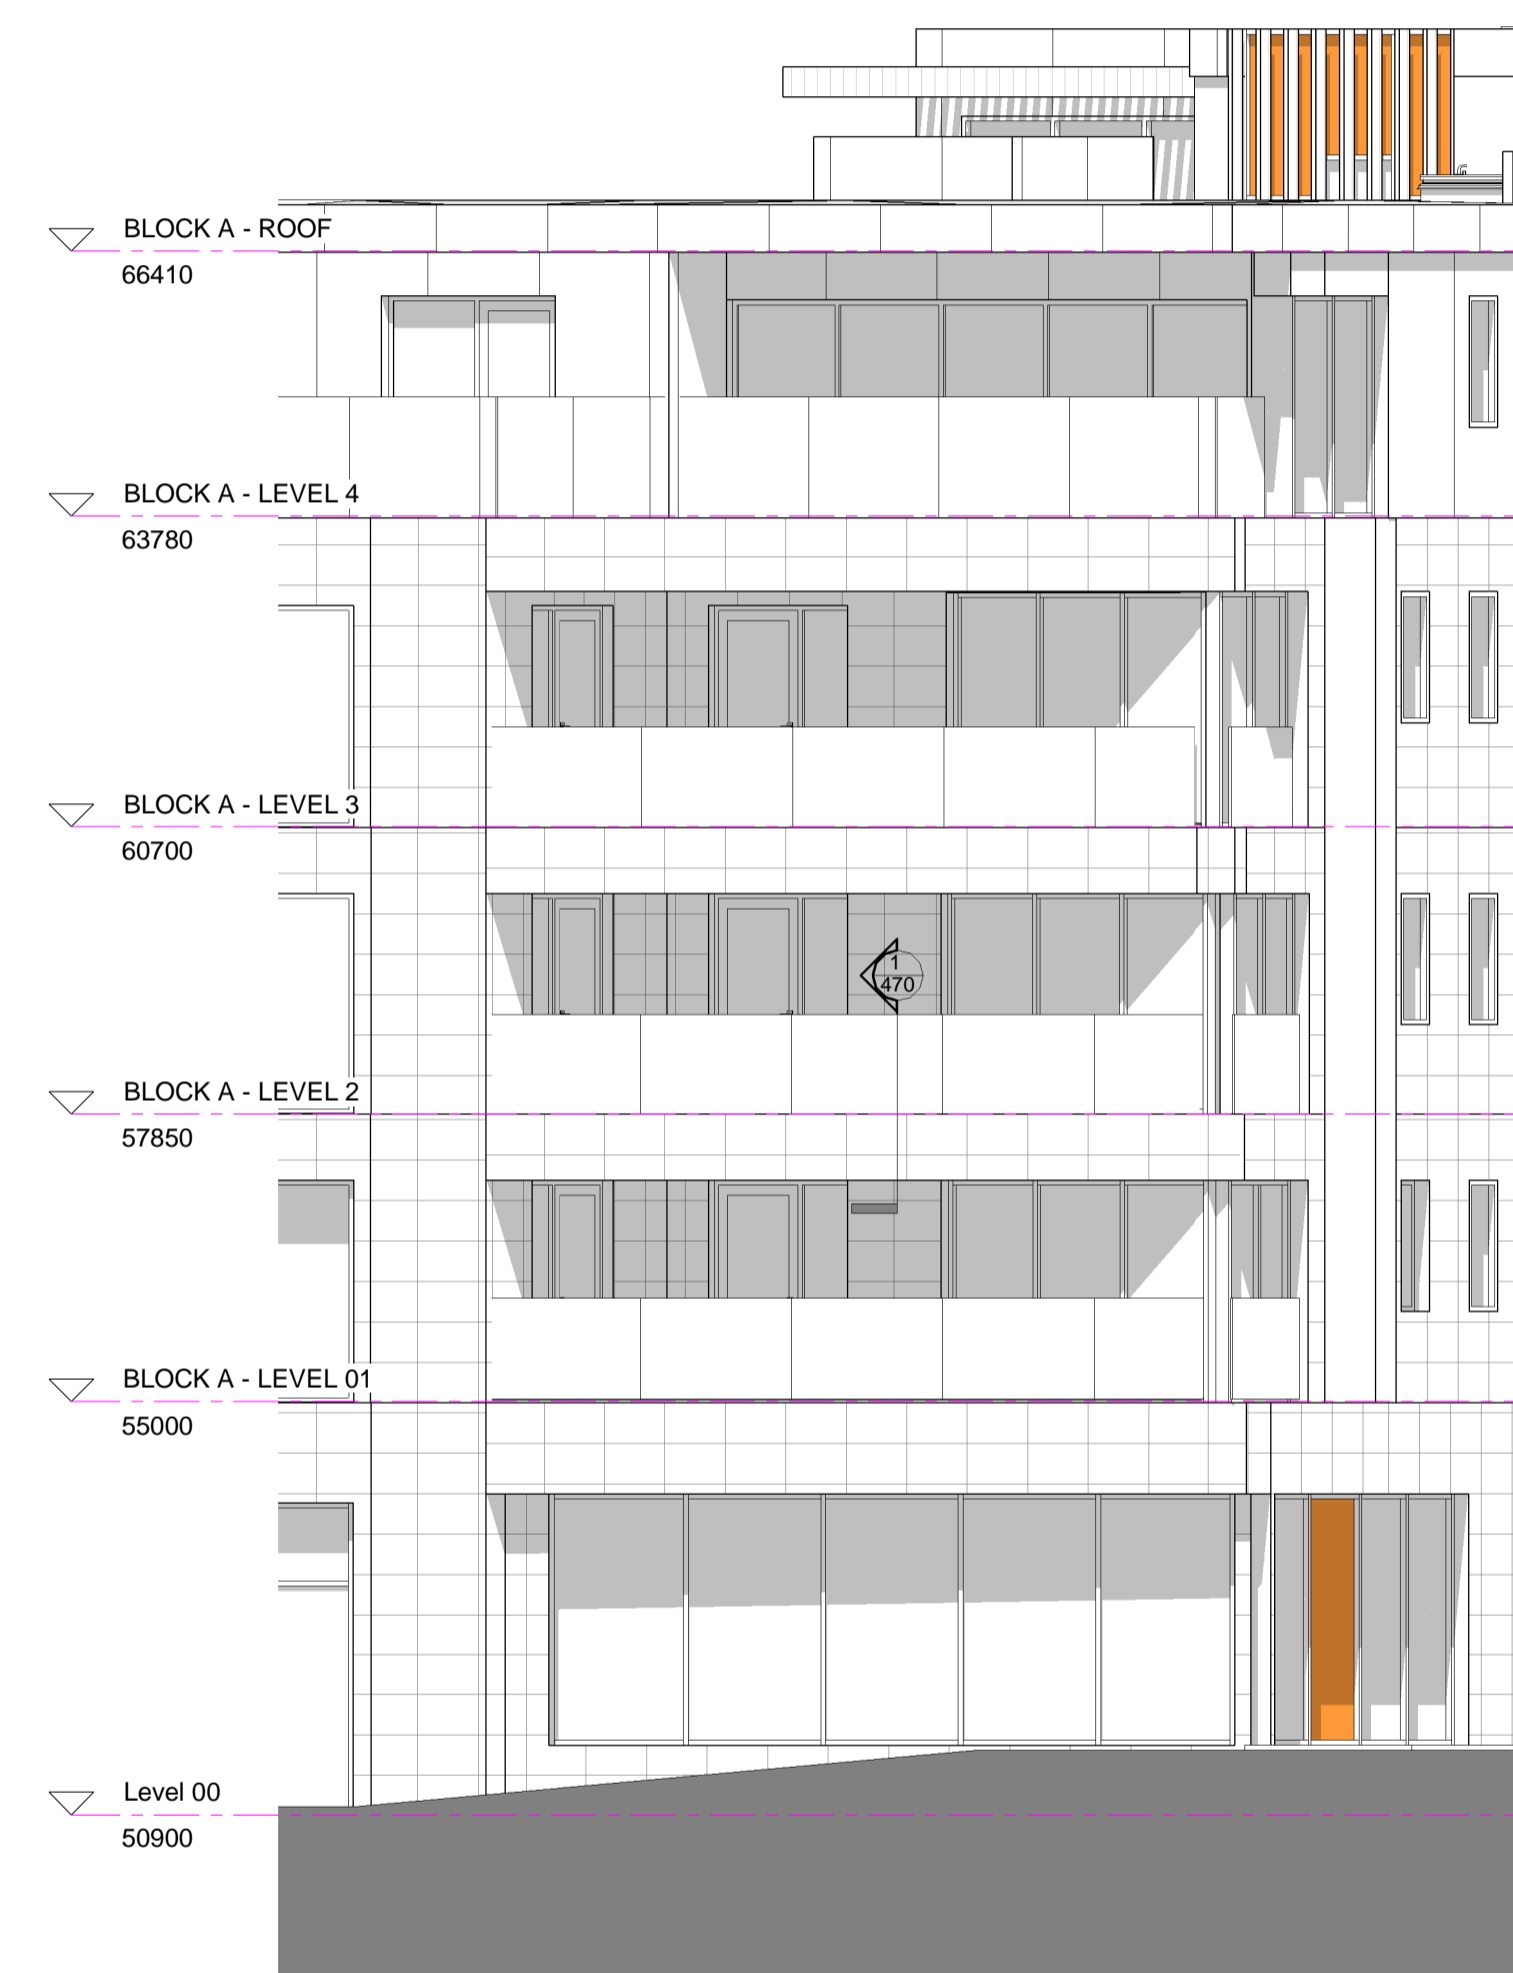 BLOCK A - ROOF
66410
BLOCK A - LEVEL 4
63780
BLOCK A - LEVEL 3
60700
1
470
BLOCK A - LEVEL 2
57850
BLOCK A - LEVEL 01
55000
Level 00
50900